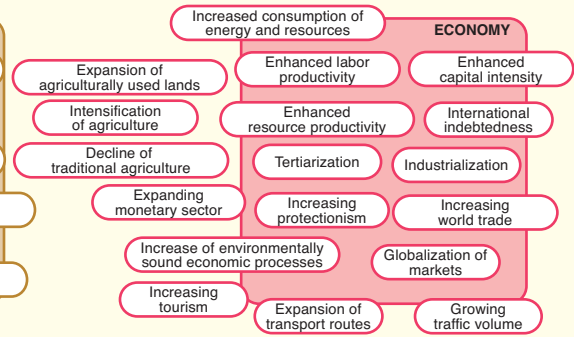 Increased consumption of
energy and resources
ECONOMY
Expansion of
agriculturally used lands
Enhanced labor
productivity
Enhanced
capital intensity
Intensification
of agriculture
Enhanced
resource productivity
International
indebtedness
Decline of
traditional agriculture
Tertiarization
Industrialization
Expanding
monetary sector
Increasing
protectionism
Increasing
world trade
Increase of environmentally
sound economic processes
Globalization of
markets
Increasing
tourism
Expansion of
transport routes
Growing
traffic volume